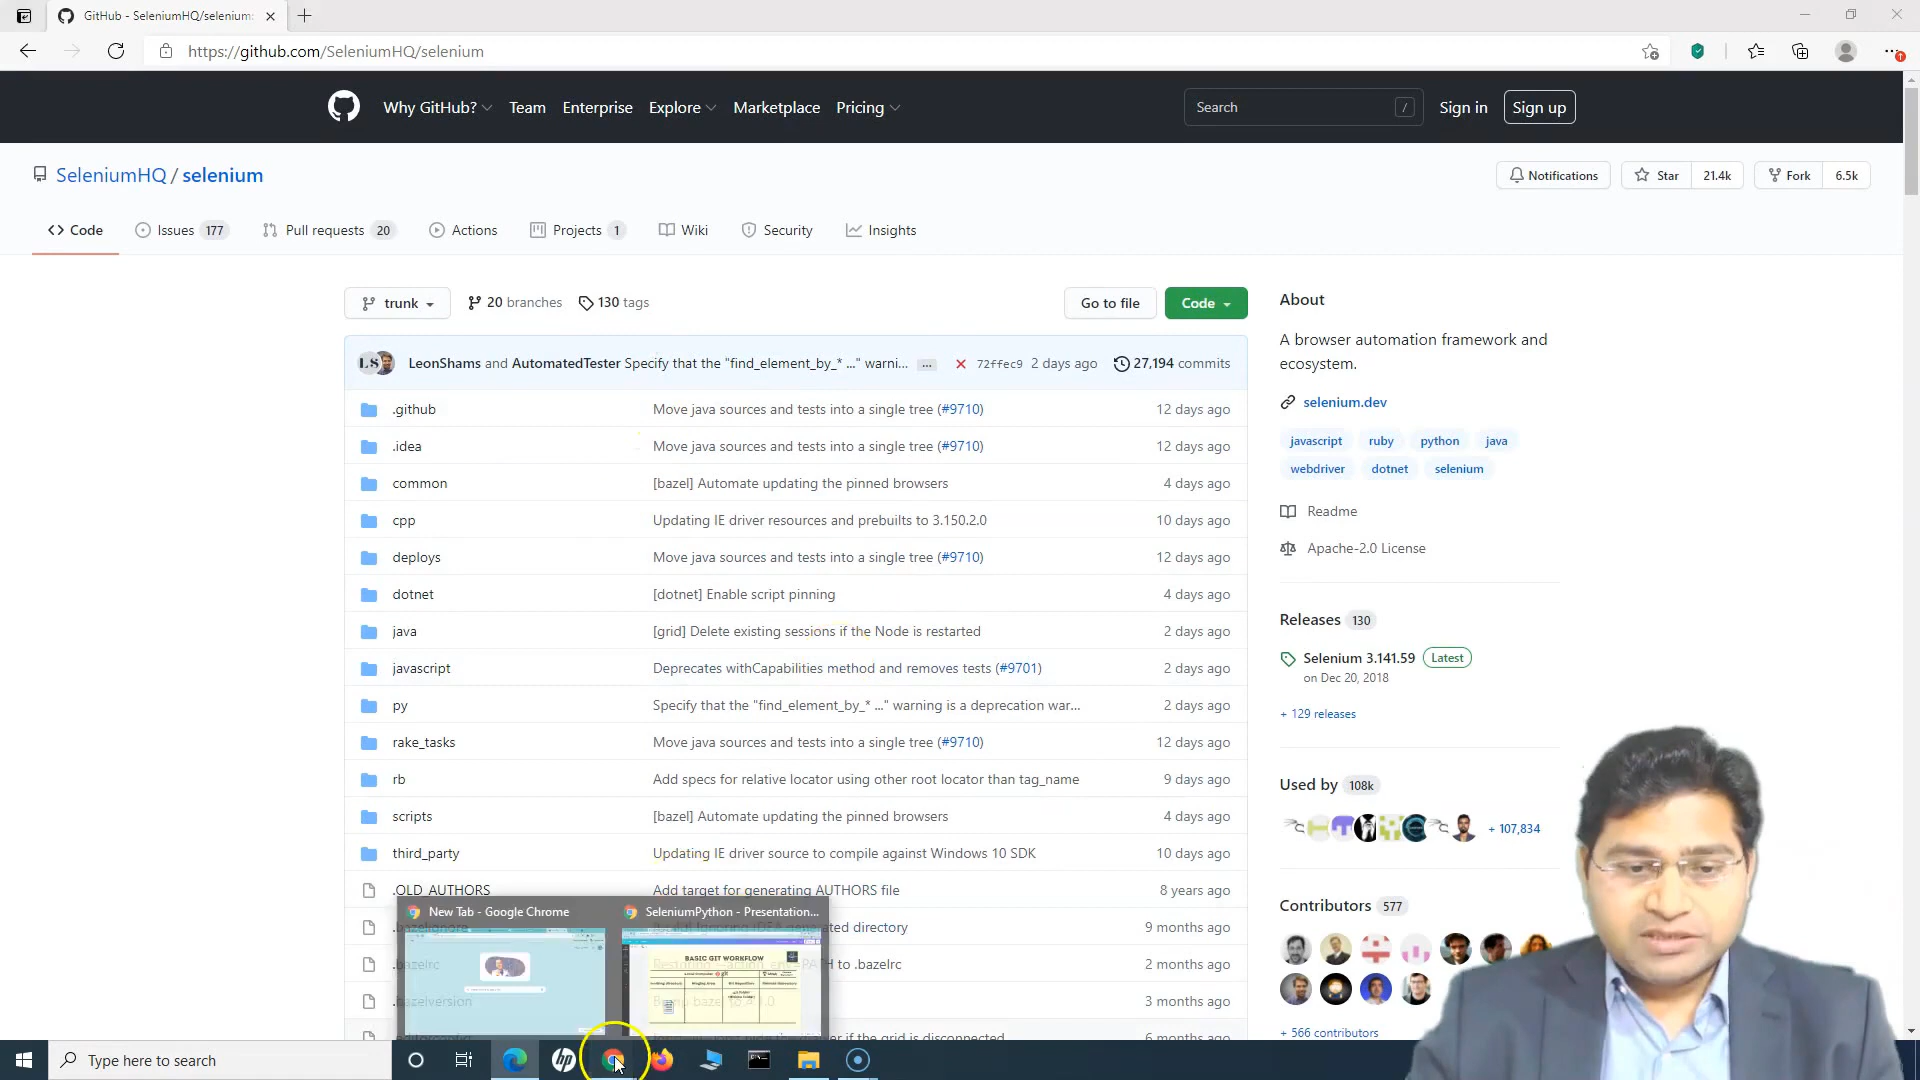 GitHub - SeleniumHQ/selenium:
https://github.com/SeleniumHQ/selenium
Why GitHub? Team Enterprise Explore Marketplace Pricing Search / Sign in Sign up
SeleniumHQ / selenium Notifications Star 21.4k Fork 6.5k
Code Issues 177 Pull requests 20 Actions Projects 1 Wiki Security Insights
trunk 20 branches 130 tags Go to file Code
LeonShams and AutomatedTester Specify that the "find_element_by_* ..." warni... ... 72ffec9 2 days ago 27,194 commits
.github Move java sources and tests into a single tree (#9710) 12 days ago
.idea Move java sources and tests into a single tree (#9710) 12 days ago
common [bazel] Automate updating the pinned browsers 4 days ago
cpp Updating IE driver resources and prebuilts to 3.150.2.0 10 days ago
deploys Move java sources and tests into a single tree (#9710) 12 days ago
dotnet [dotnet] Enable script pinning 4 days ago
java [grid] Delete existing sessions if the Node is restarted 2 days ago
javascript Deprecates withCapabilities method and removes tests (#9701) 2 days ago
py Specify that the "find_element_by_* ..." warning is a deprecation war... 2 days ago
rake_tasks Move java sources and tests into a single tree (#9710) 12 days ago
rb Add specs for relative locator using other root locator than tag_name 9 days ago
scripts [bazel] Automate updating the pinned browsers 4 days ago
third_party Updating IE driver source to compile against Windows 10 SDK 10 days ago
.OLD_AUTHORS Add target for generating AUTHORS file 8 years ago
directory 9 months ago
.bazelrc to .bazelrc 2 months ago
.bazelversion 3 months ago
if the grid is disconnected 6 months ago
About
A browser automation framework and
ecosystem.
selenium.dev
javascript ruby python java
webdriver dotnet selenium
Readme
Apache-2.0 License
Releases 130
Selenium 3.141.59 Latest
on Dec 20, 2018
+ 129 releases
Used by 108k
+ 107,834
Contributors 577
+ 566 contributors
New Tab - Google Chrome
SeleniumPython - Presentation...
BASIC GIT WORKFLOW
Type here to search
hp